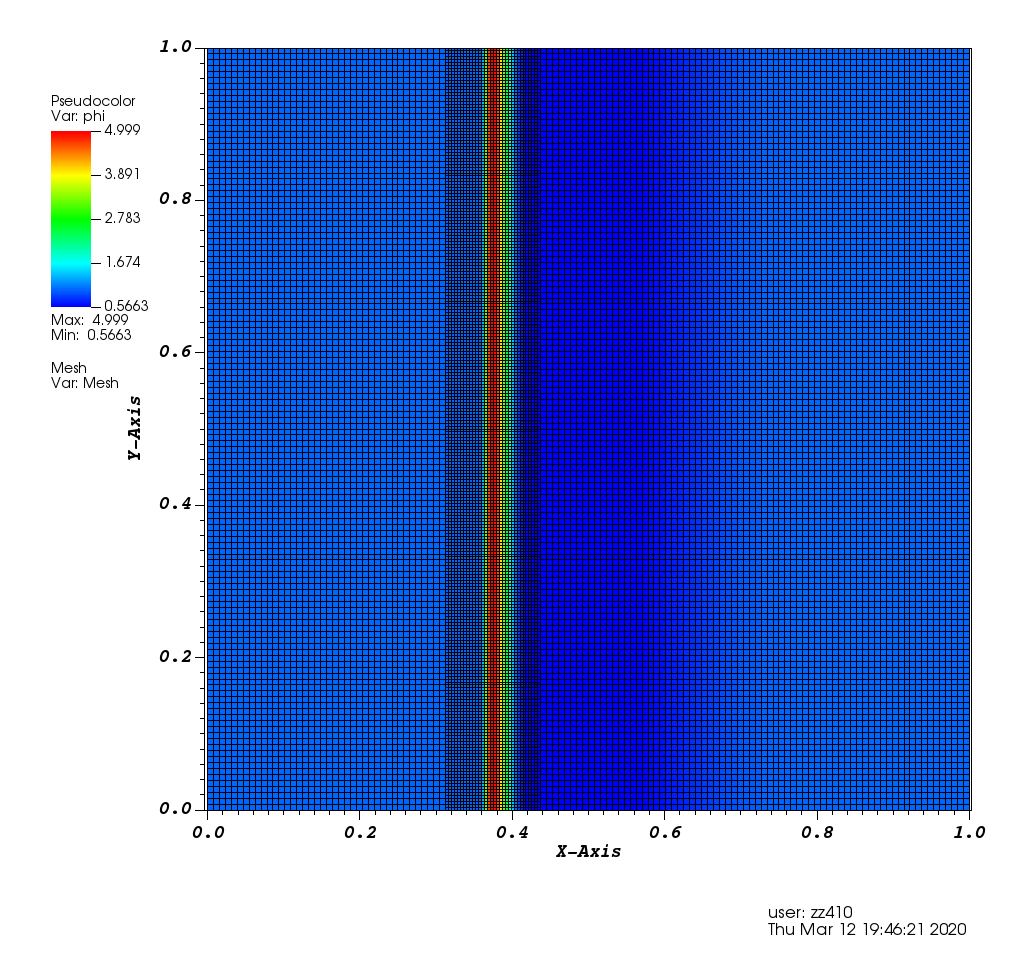 Pseudocolor
Var: phi
4.999
3.891
2.783
1.674
0.5663
Max: 4.999
Min: 0.5663
Mesh
Var: Mesh
1.0
0.8
0.6
0.4
0.2
0.0
Y-Axis
0.0 0.2 0.4 0.6 0.8 1.0
X-Axis
user: zz410
Thu Mar 12 19:46:21 2020